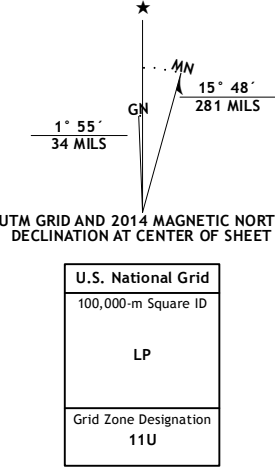 ★
MN
GN
15° 48´
281 MILS
1° 55´
34 MILS
UTM GRID AND 2014 MAGNETIC NORT
DECLINATION AT CENTER OF SHEET
U.S. National Grid
100,000-m Square ID
LP
Grid Zone Designation
11U